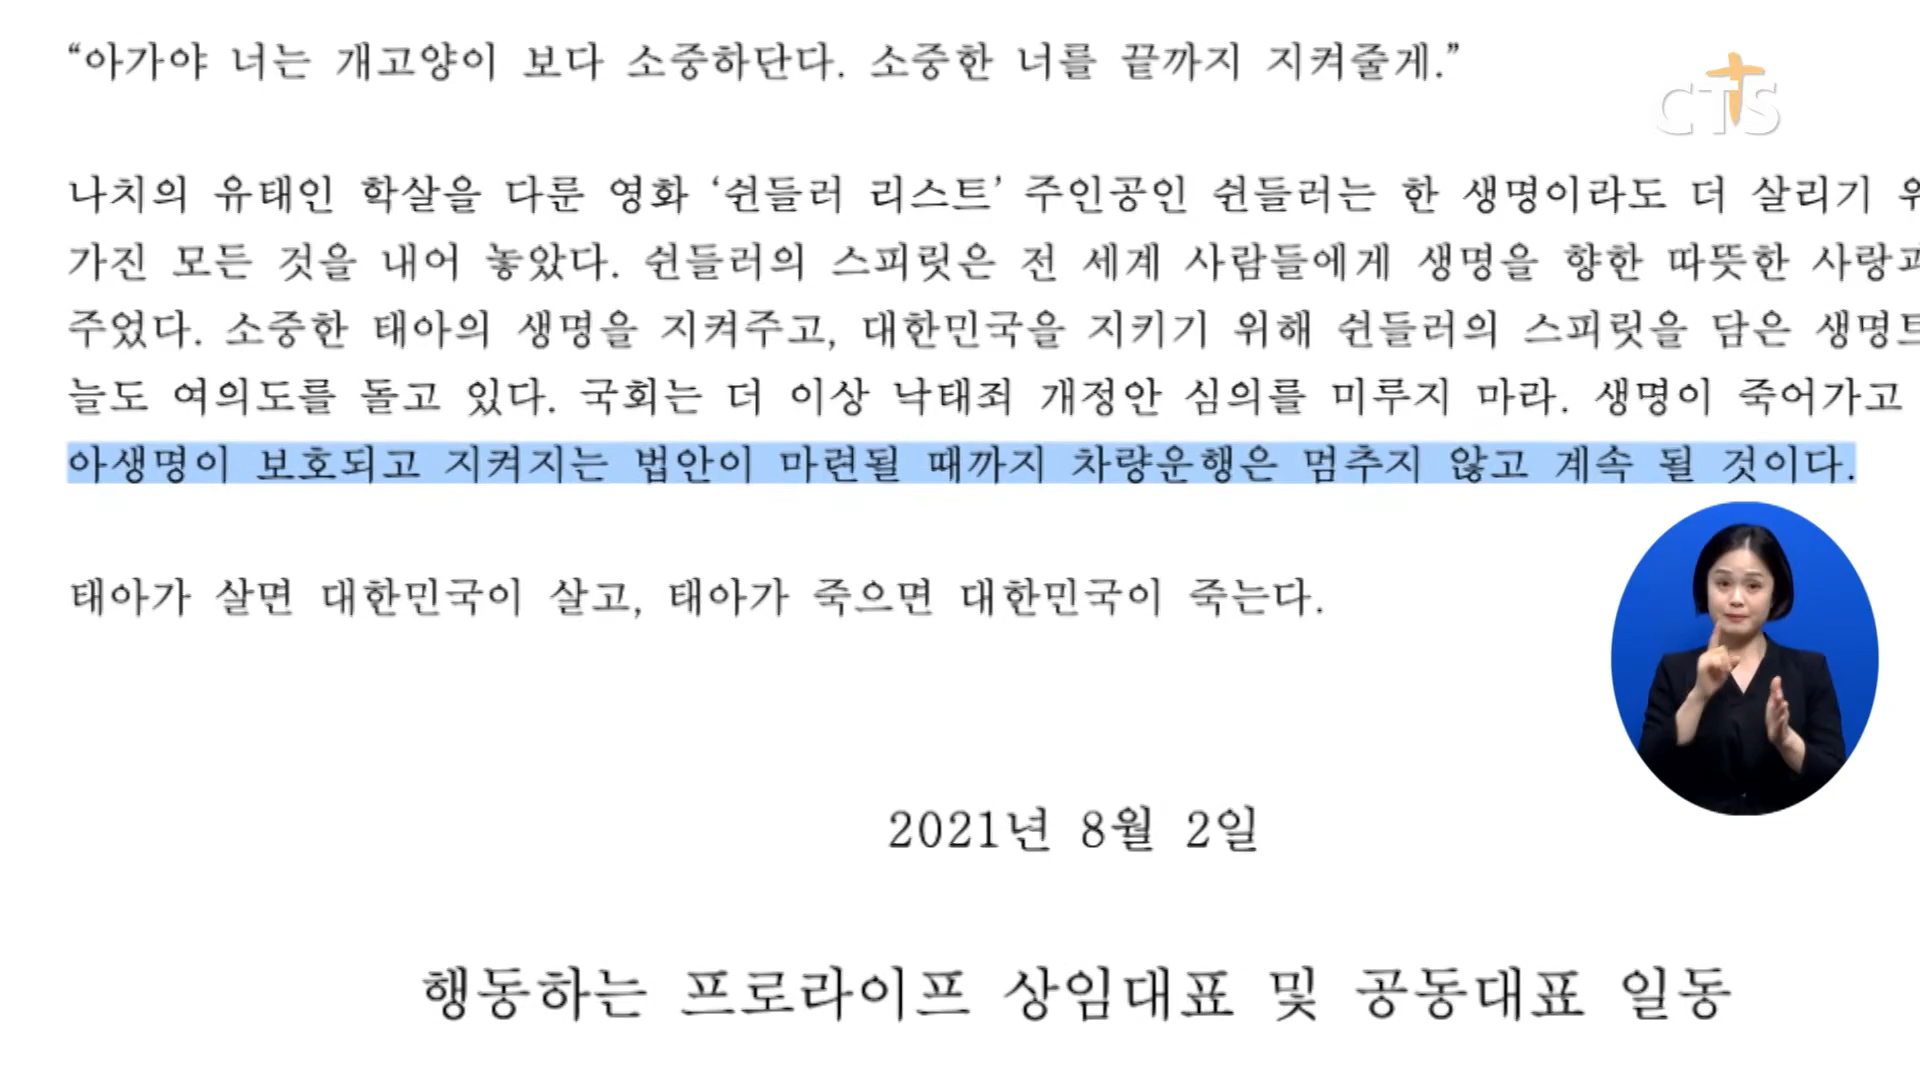 “아가야 너는 개고양이 보다 소중하단다. 소중한 너를 끝까지 지켜줄게.”
CTS
나치의 유태인 학살을 다룬 영화 ‘쉰들러 리스트’ 주인공인 쉰들러는 한 생명이라도 더 살리기
가진 모든 것을 내어 놓았다. 쉰들러의 스피릿은 전 세계 사람들에게 생명을 향한 따뜻한
주었다. 소중한 태아의 생명을 지켜주고, 대한민국을 지키기 위해 쉰들러의 스피릿을 담은
늘도 여의도를 돌고 있다. 국회는 더 이상 낙태죄 개정안 심의를 미루지 마라. 생명이 죽어가고
아생명이 보호되고 지켜지는 법안이 마련될 때까지 차량운행은 멈추지 않고 계속 될 것이다.
태아가 살면 대한민국이 살고, 태아가 죽으면 대한민국이 죽는다.
2021년 8월 2일
행동하는 프로라이프 상임대표 및 공동대표 일동